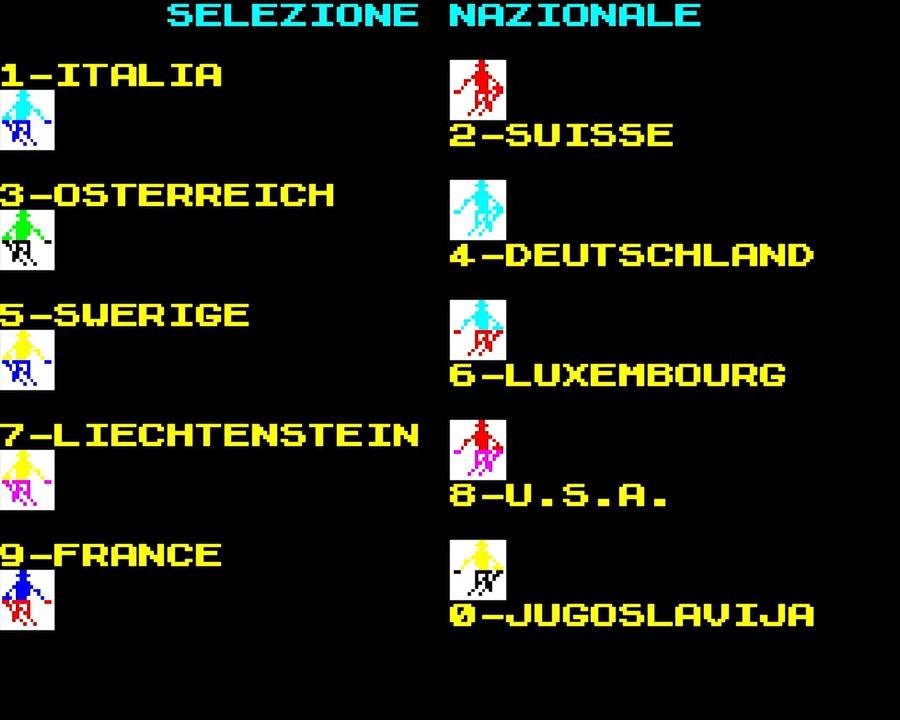 SELEZIONE NAZIONALE
1-ITALIA
2-SUISSE
3-OSTERREICH
4-DEUTSCHLAND
5-SWERIGE
6-LUXEMBOURG
7-LIECHTENSTEIN
8-U.S.A.
9-FRANCE
0-JUGOSLAVIJA